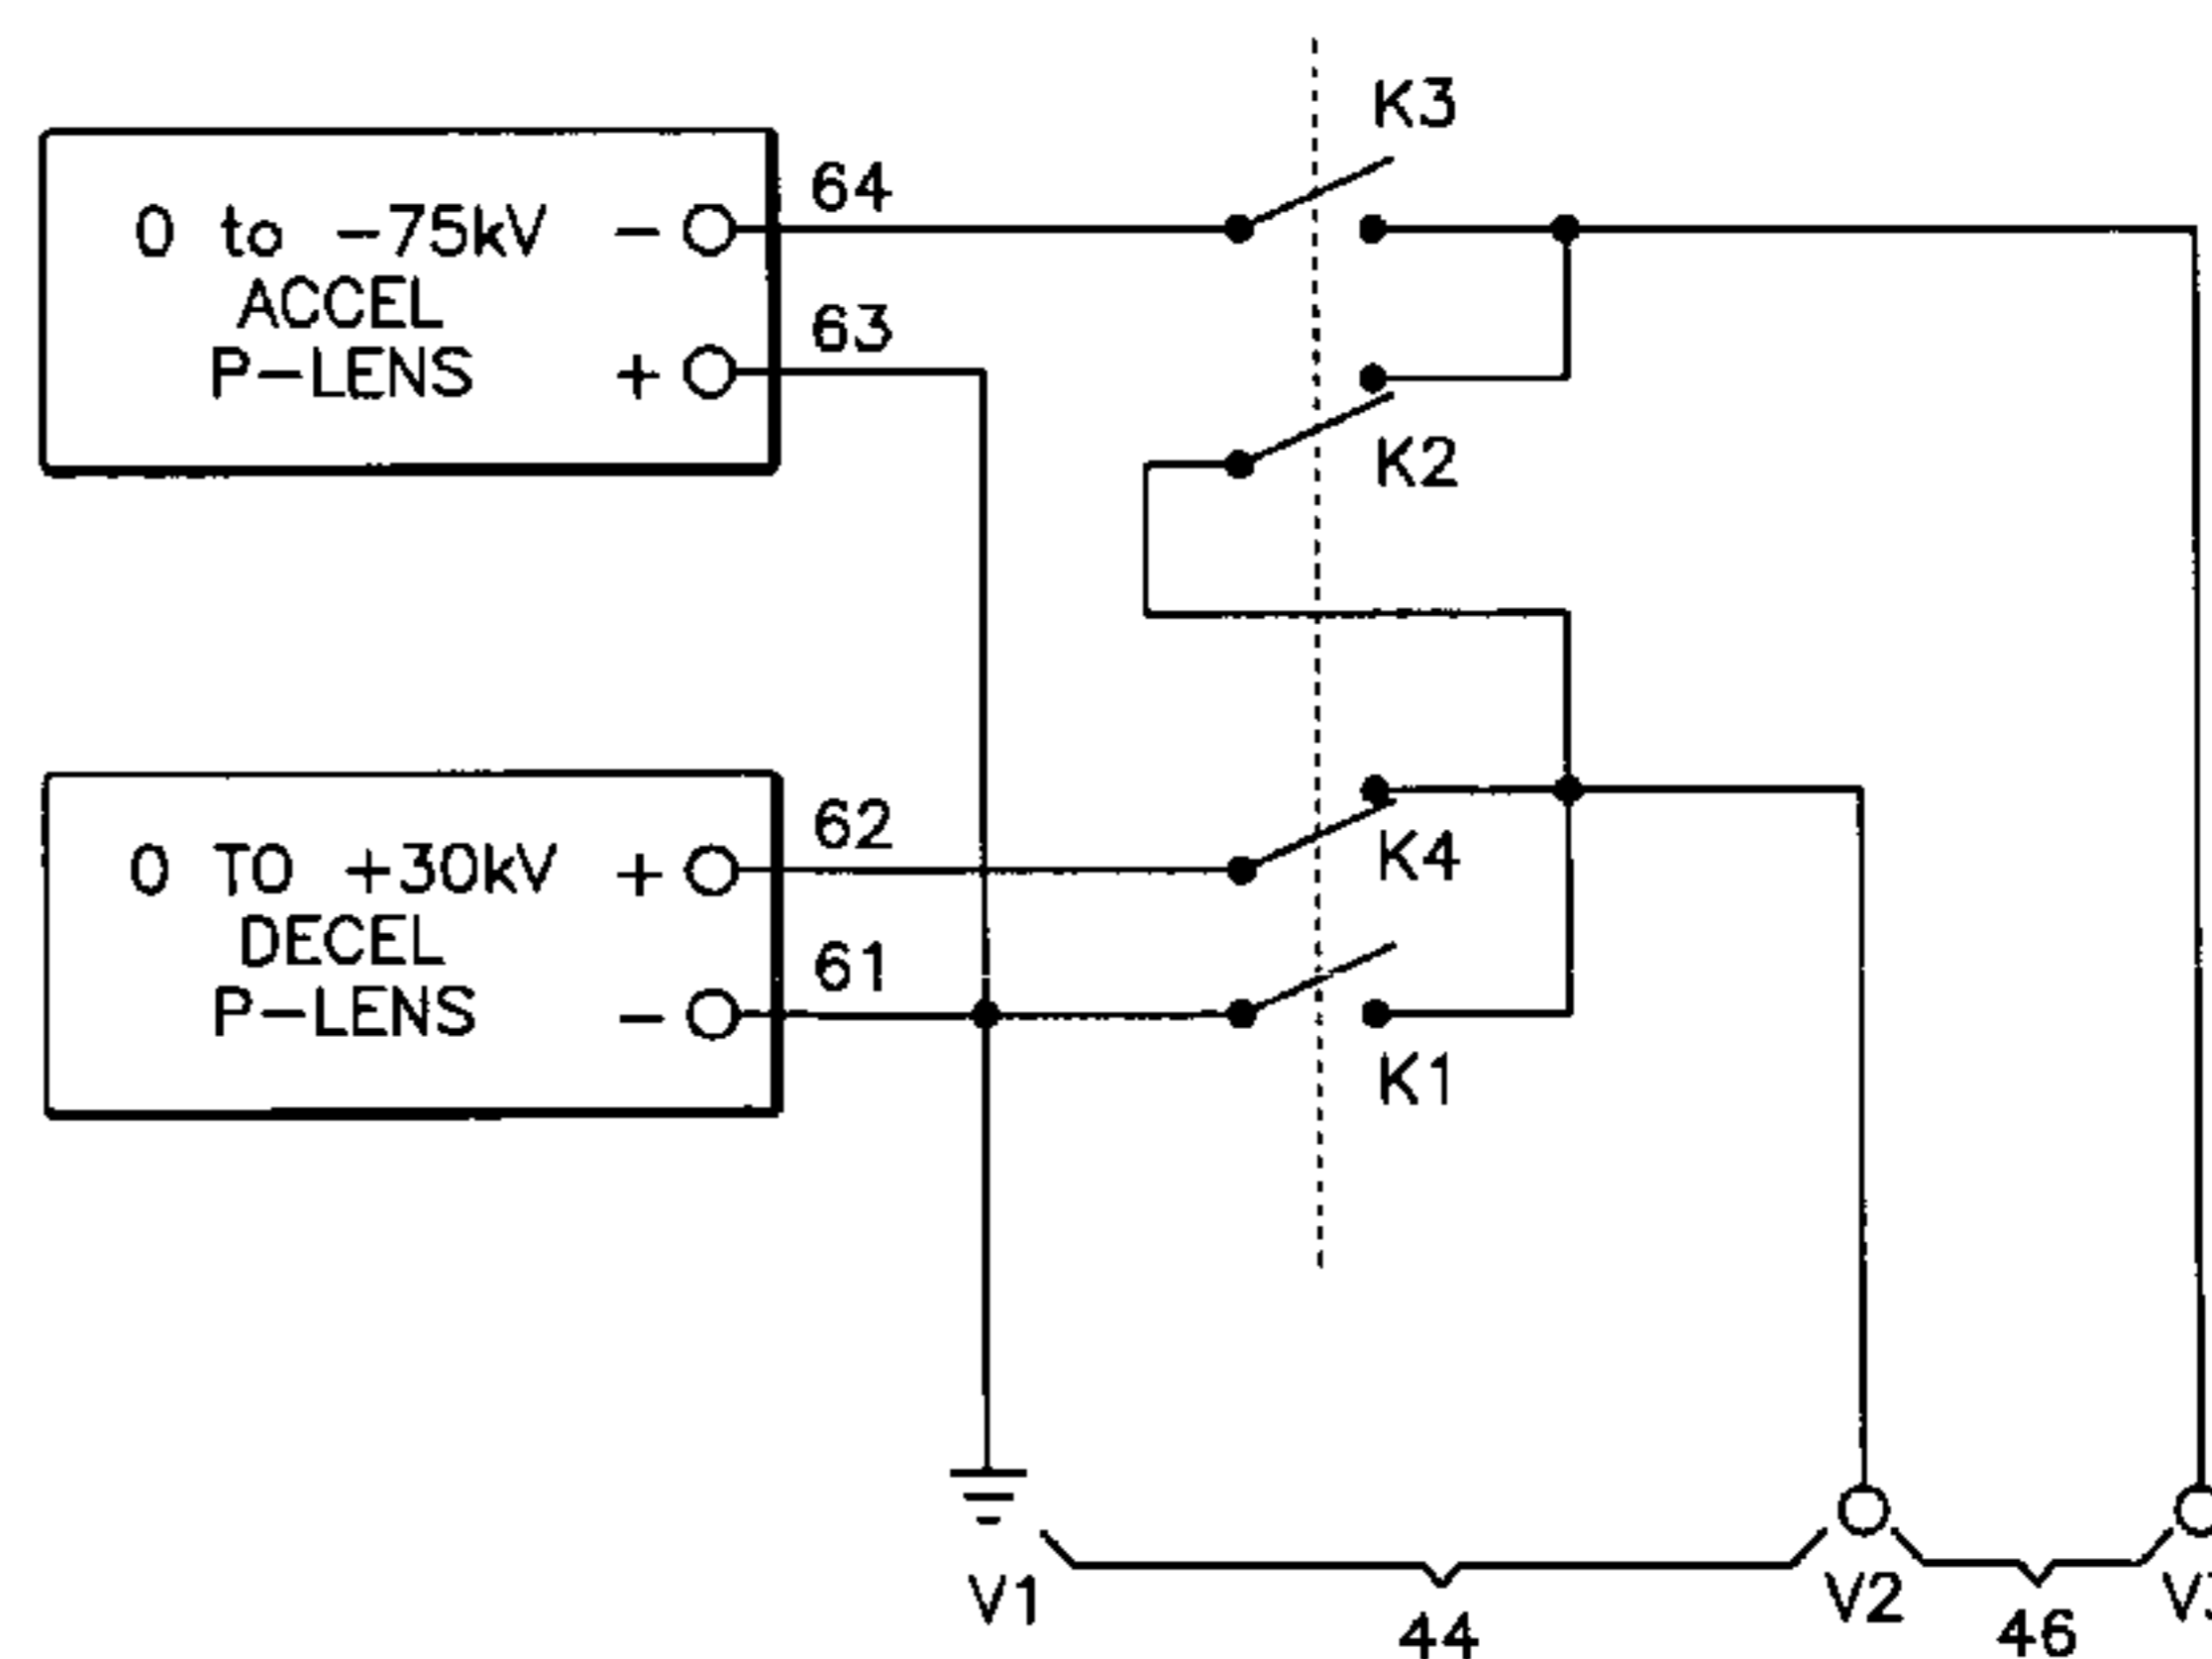 K3
64
0 to -75kV -
ACCEL
63
P-LENS +
K2
62
0 TO +30kV +
K4
DECEL
61
P-LENS -
K1
V1
44
V2
46